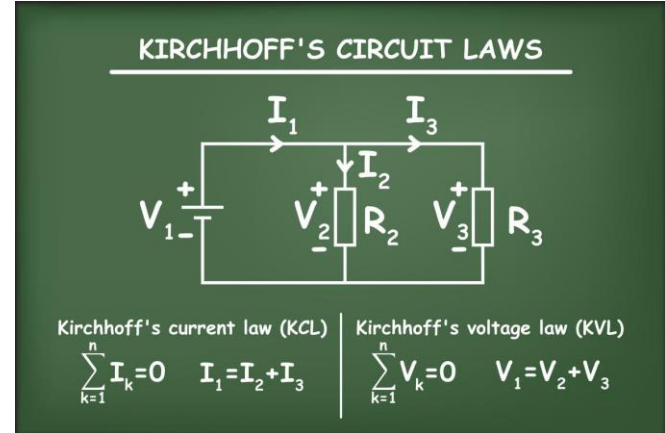 KIRCHHOFF'S CIRCUIT LAWS
I₁ I₃
I₂
+ + +
V₁ V₂ R₂ V₃ R₃
- - -
Kirchhoff's current law (KCL)
n
∑ Iₖ=0 I₁=I₂+I₃
k=1
Kirchhoff's voltage law (KVL)
n
∑ Vₖ=0 V₁=V₂+V₃
k=1